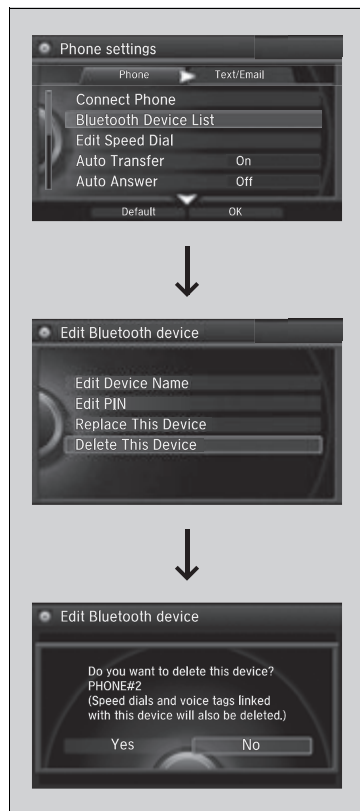 Phone settings
Phone Text/Email
Connect Phone
Bluetooth Device List
Edit Speed Dial
Auto Transfer On
Auto Answer Off
Default OK
Edit Bluetooth device
Edit Device Name
Edit PIN
Replace This Device
Delete This Device
Edit Bluetooth device
Do you want to delete this device?
PHONE#2
(Speed dials and voice tags linked
with this device will also be deleted.)
Yes No